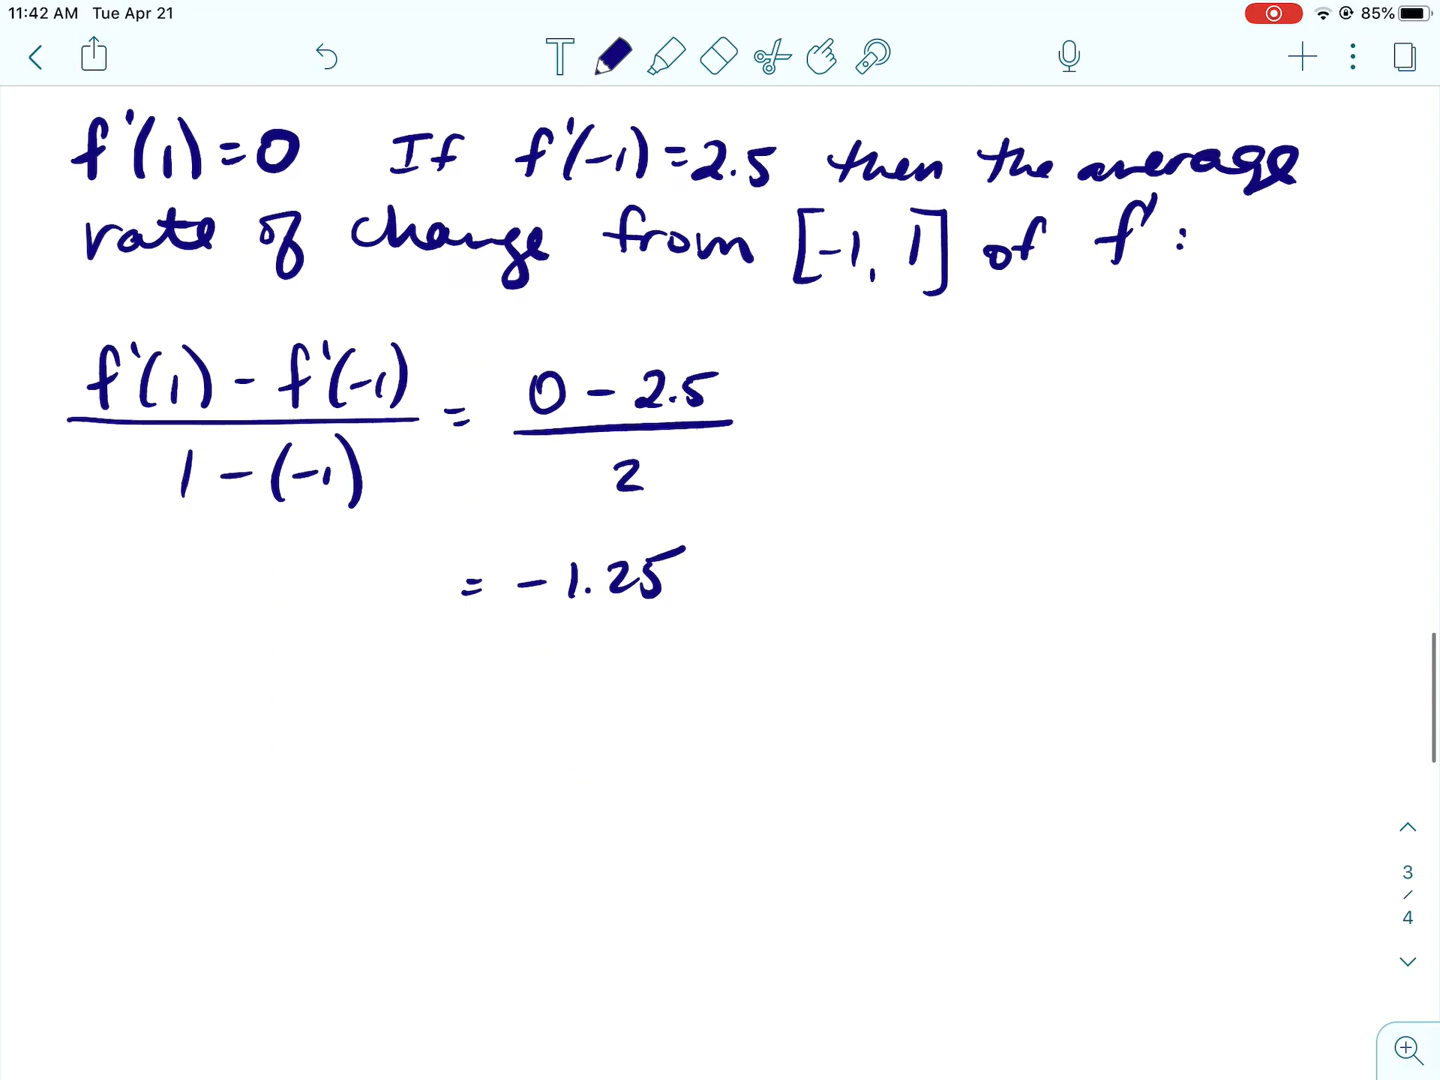 11:42 AM Tue Apr 21 85%
T
f'(1)=0 If f'(-1)=2.5 then the average
rate of change from [-1, 1] of f':
f'(1) - f'(-1)
1 - (-1)
= 0 - 2.5
2
= -1.25
3
/
4